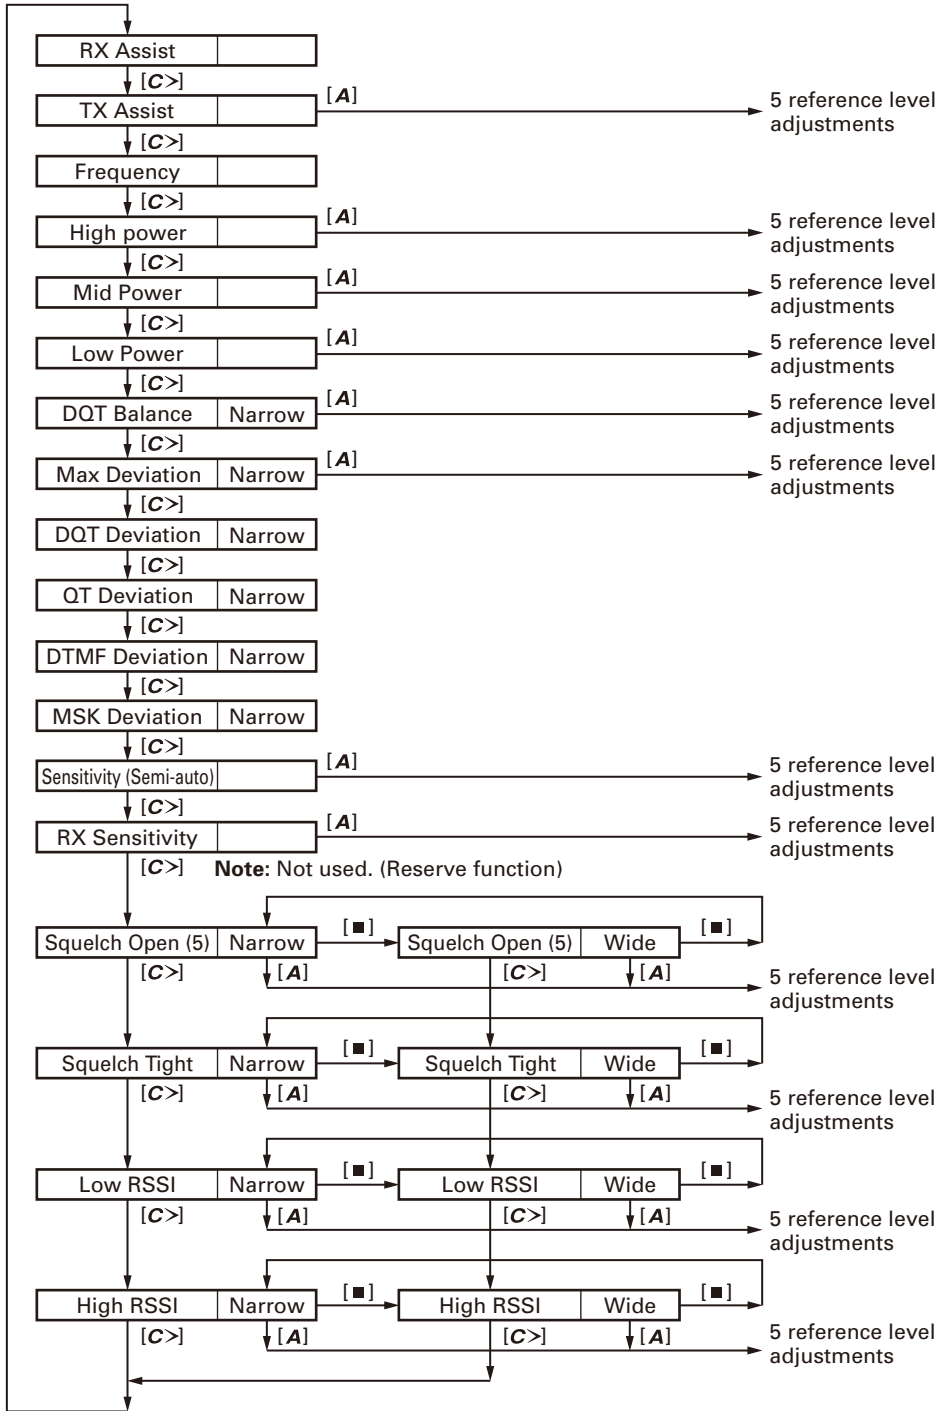 RX Assist
[C>]
TX Assist
[A]
5 reference level
adjustments
[C>]
Frequency
[C>]
High power
[A]
5 reference level
adjustments
[C>]
Mid Power
[A]
5 reference level
adjustments
[C>]
Low Power
[A]
5 reference level
adjustments
[C>]
DQT Balance Narrow
[A]
5 reference level
adjustments
[C>]
Max Deviation Narrow
[A]
5 reference level
adjustments
[C>]
DQT Deviation Narrow
[C>]
QT Deviation Narrow
[C>]
DTMF Deviation Narrow
[C>]
MSK Deviation Narrow
[C>]
Sensitivity (Semi-auto)
[A]
5 reference level
adjustments
[C>]
RX Sensitivity
[A]
5 reference level
adjustments
[C>] Note: Not used. (Reserve function)
Squelch Open (5) Narrow [■] Squelch Open (5) Wide [■]
[C>] [A] [C>] [A]
5 reference level
adjustments
Squelch Tight Narrow [■] Squelch Tight Wide [■]
[C>] [A] [C>] [A]
5 reference level
adjustments
Low RSSI Narrow [■] Low RSSI Wide [■]
[C>] [A] [C>] [A]
5 reference level
adjustments
High RSSI Narrow [■] High RSSI Wide [■]
[C>] [A] [C>] [A]
5 reference level
adjustments